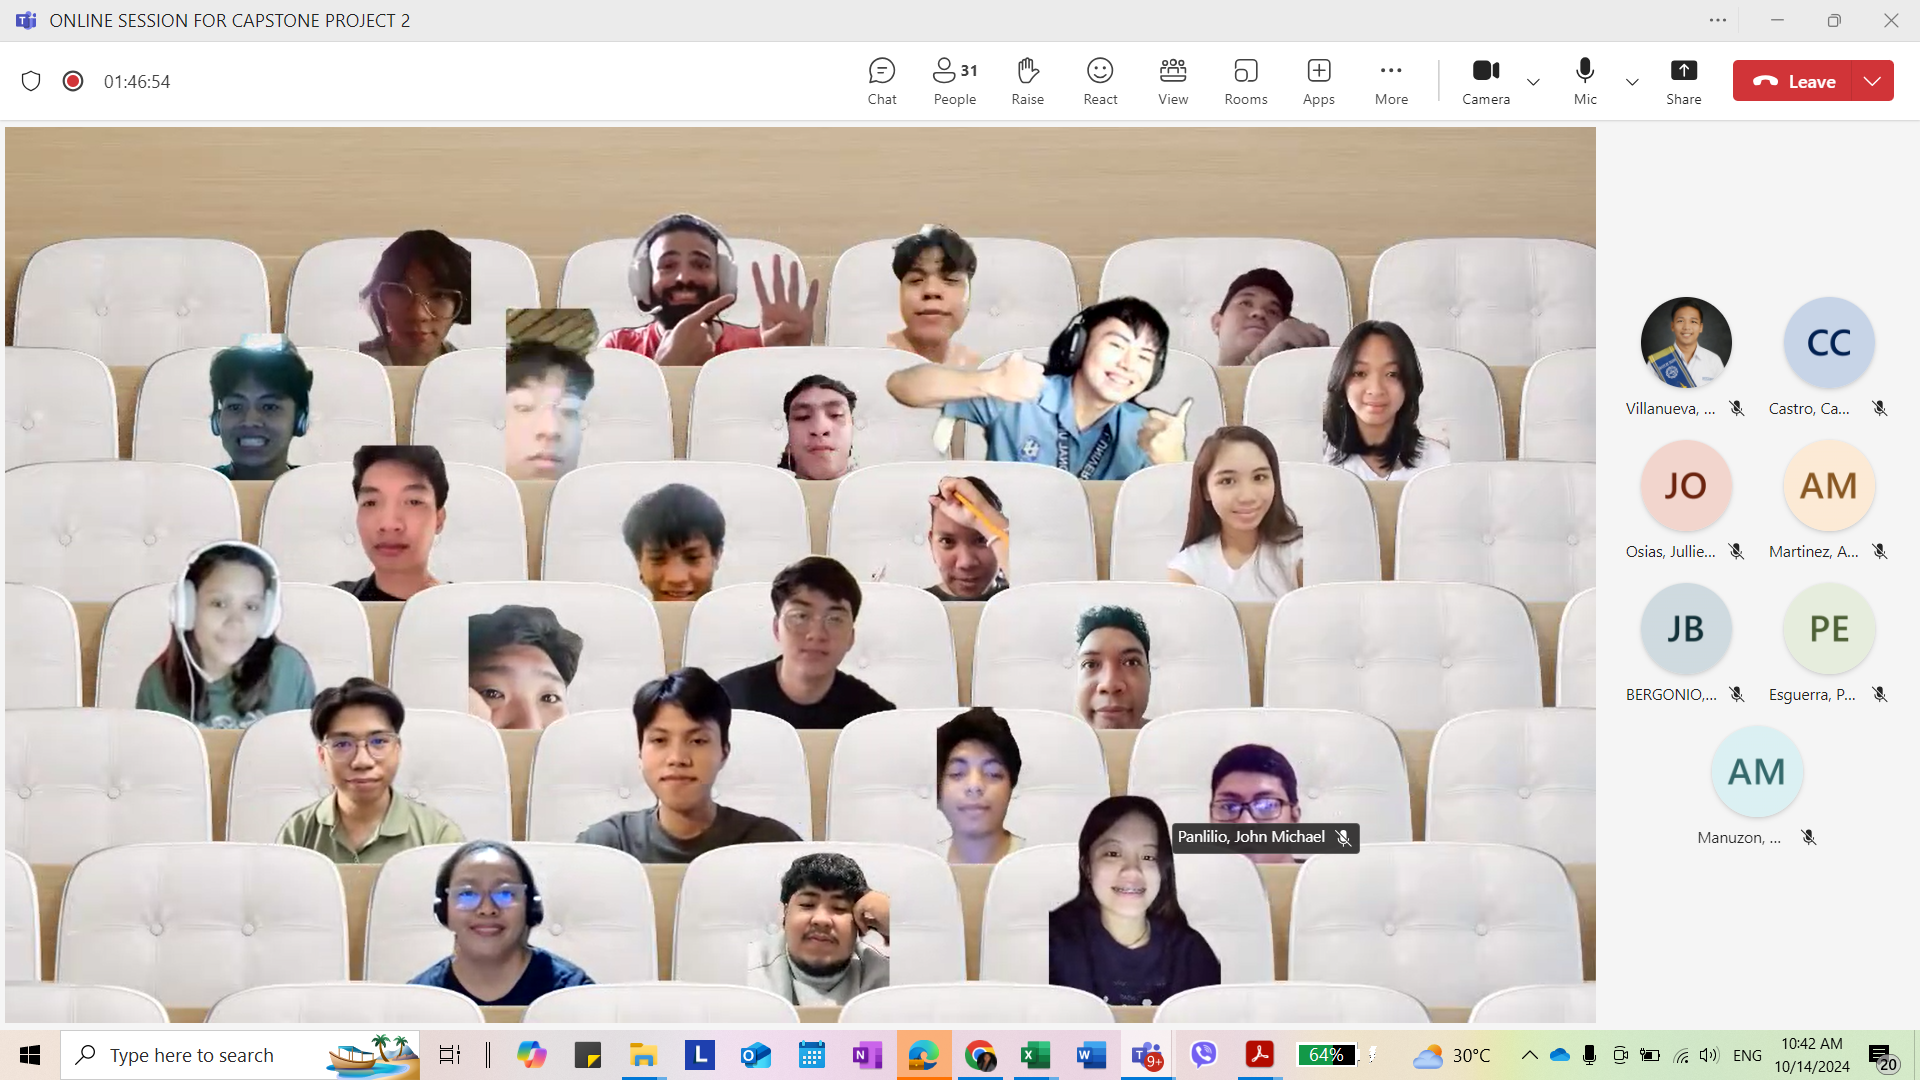 ONLINE SESSION FOR CAPSTONE PROJECT 2
01:46:54
Chat
31
People
Raise
React
View
Rooms
Apps
More
Camera
Mic
Share
Leave
Villanueva, ...
CC
Castro, Ca...
JO
Osias, Jullie...
AM
Martinez, A...
JB
BERGONIO,...
PE
Esguerra, P...
AM
Manuzon, ...
Panlilio, John Michael
Type here to search
L
N
9+
64%
30°C
ENG
10:42 AM
10/14/2024
20